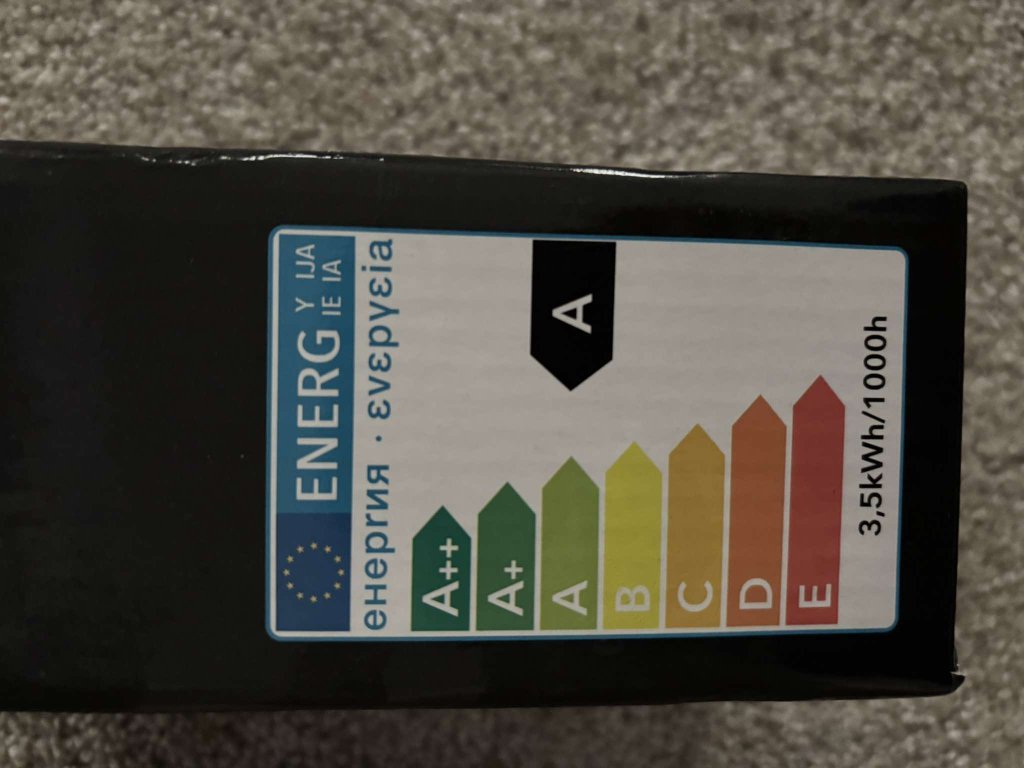 ENERG Y IJA
IE IA
енергия · ενεργεια
A++
A+
A
A
B
C
D
E
3,5kWh/1000h